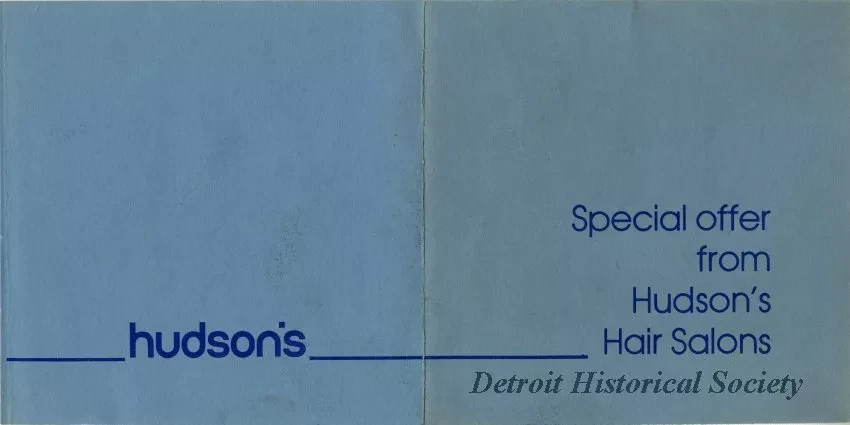 hudson's
Special offer
from
Hudson's
Hair Salons
Detroit Historical Society